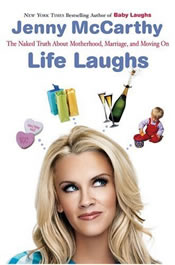 NEW YORK TIMES Bestselling Author of Baby Laughs
Jenny McCarthy
The Naked Truth About Motherhood, Marriage, and Moving On
Life Laughs